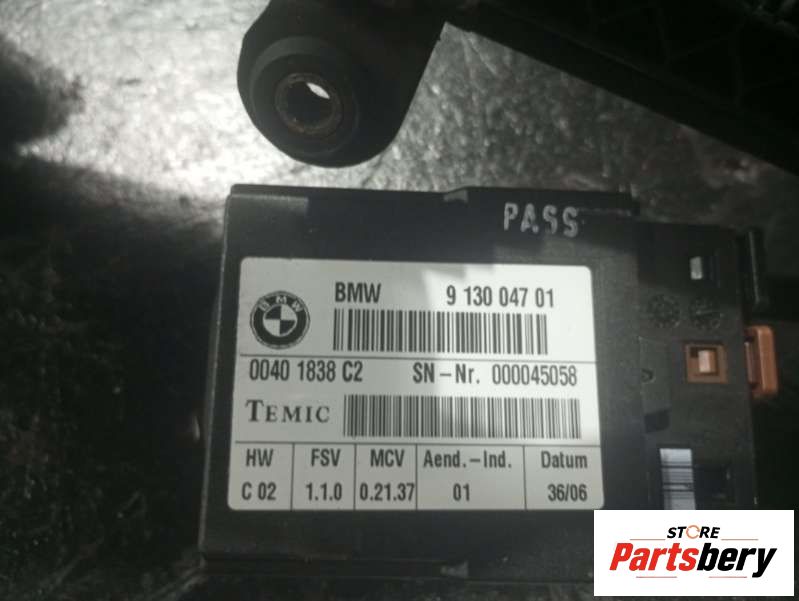 PASS
BMW 9 130 047 01
BMW
0040 1838 C2 SN-Nr. 000045058
TEMIC
HW FSV MCV Aend.-Ind. Datum
C 02 1.1.0 0.21.37 01 36/06
STORE
Partsbery